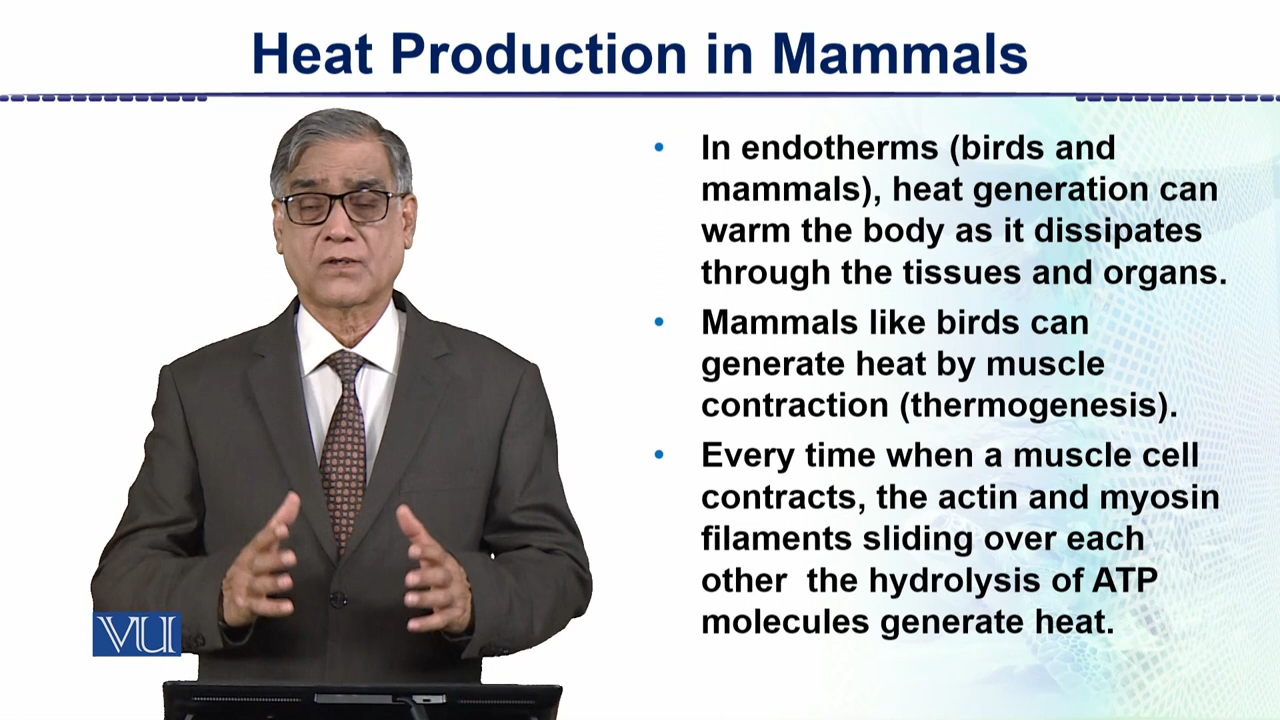 Heat Production in Mammals
• In endotherms (birds and
mammals), heat generation can
warm the body as it dissipates
through the tissues and organs.
• Mammals like birds can
generate heat by muscle
contraction (thermogenesis).
• Every time when a muscle cell
contracts, the actin and myosin
filaments sliding over each
other  the hydrolysis of ATP
molecules generate heat.
VU